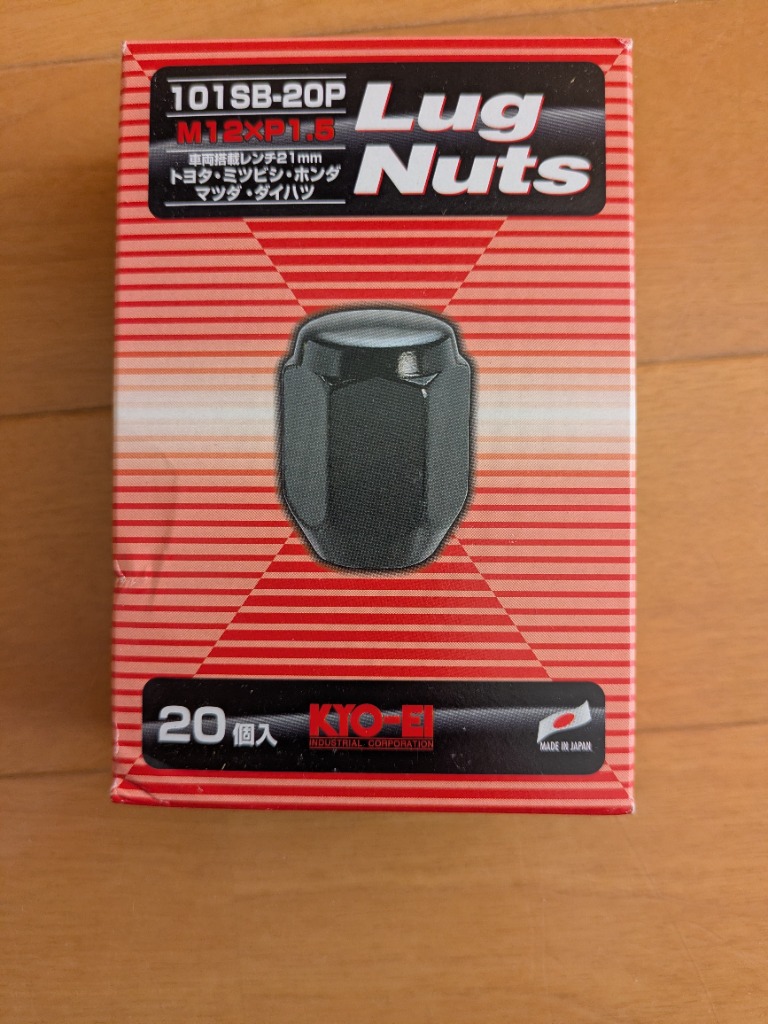 101SB-20P
M12×P1.5
車両搭載レンチ21mm
トヨタ・ミツビシ・ホンダ
マツダ・ダイハツ
Lug
Nuts
20個入
KYO-EI
INDUSTRIAL CORPORATION
MADE IN JAPAN